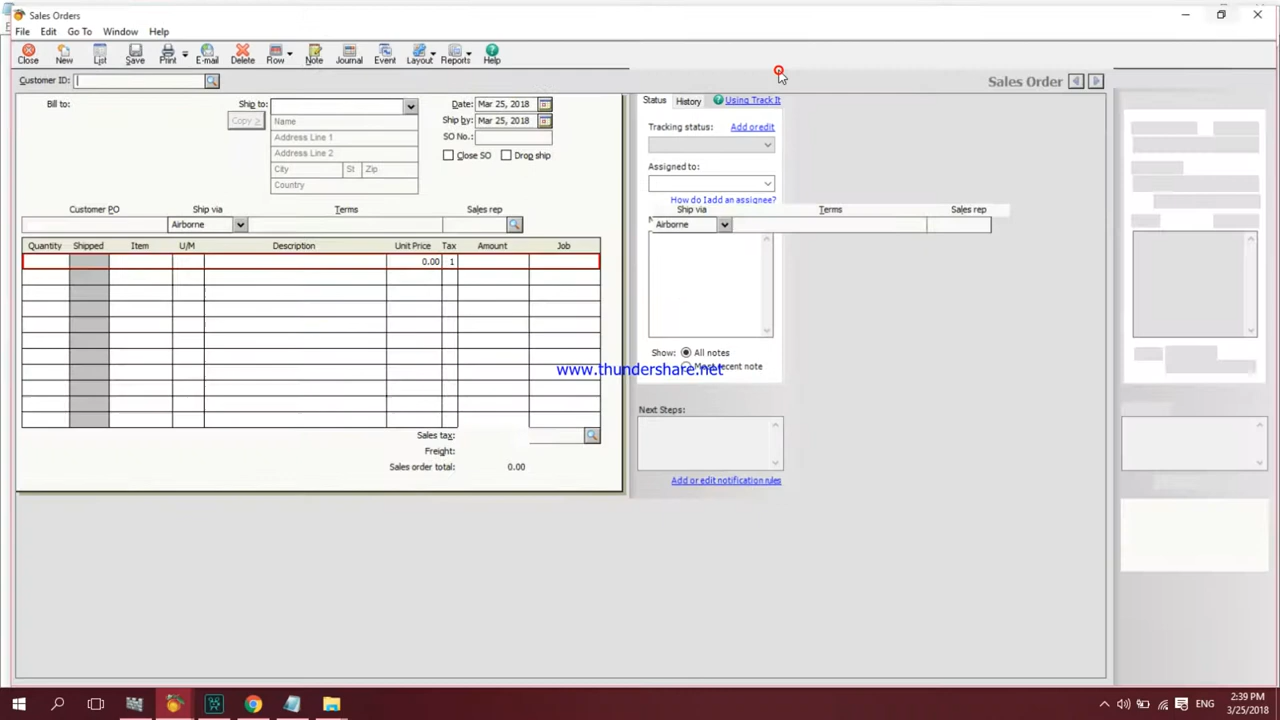 Sales Orders
File Edit Go To Window Help
Close New List Save Print E-mail Delete Row Note Journal Event Layout Reports Help
Customer ID: Sales Order
Bill to: Ship to: Date: Mar 25, 2018 Status History Using Track It
Copy > Name Ship by: Mar 25, 2018 Tracking status: Add or edit
Address Line 1 SO No.:
Address Line 2 Close SO Drop ship Assigned to:
City St Zip
Country How do I add an assignee?
Customer PO Ship via Terms Sales rep Ship via Terms Sales rep
Airborne Airborne
Quantity Shipped Item U/M Description Unit Price Tax Amount Job
0.00 1
Show: All notes
Most recent note
www.thundershare.net
Next Steps:
Sales tax:
Freight:
Sales order total: 0.00
Add or edit notification rules
ENG 2:39 PM
3/25/2018